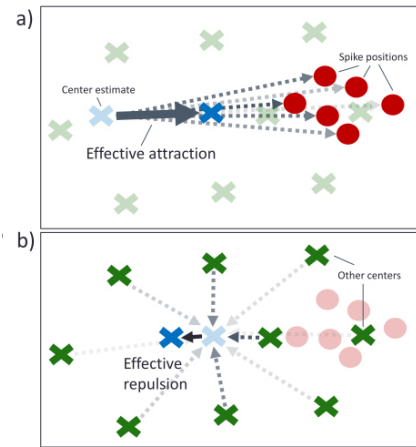 a)
Center estimate
Spike positions
Effective attraction
b)
Other centers
Effective
repulsion